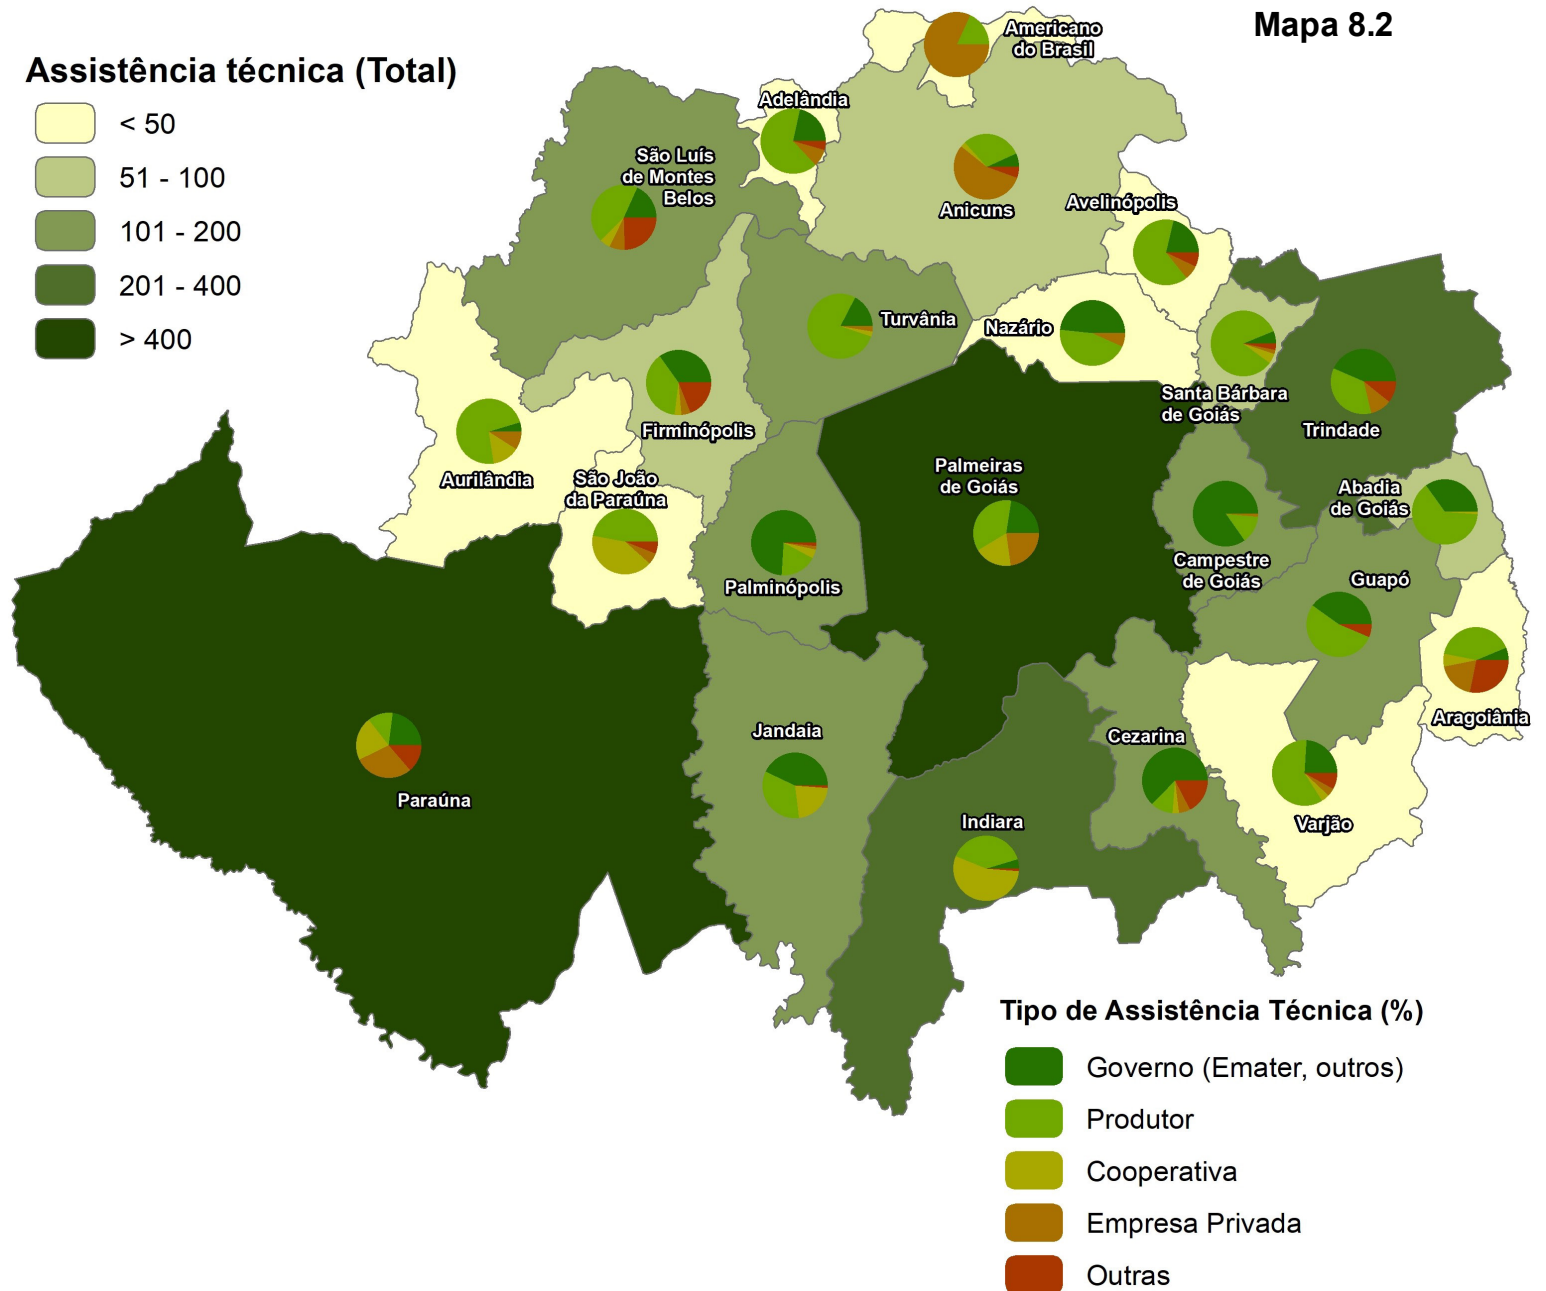 Mapa 8.2
Assistência técnica (Total)
< 50
51 - 100
101 - 200
201 - 400
> 400
Americano
do Brasil
Adelândia
São Luís
de Montes
Belos
Anicuns
Avelinópolis
Turvânia
Nazário
Santa Bárbara
de Goiás
Trindade
Firminópolis
Aurilândia
São João
da Paraúna
Palmeiras
de Goiás
Abadia
de Goiás
Campestre
de Goiás
Guapó
Palminópolis
Aragoiânia
Jandaia
Cezarina
Paraúna
Indiara
Varjão
Tipo de Assistência Técnica (%)
Governo (Emater, outros)
Produtor
Cooperativa
Empresa Privada
Outras